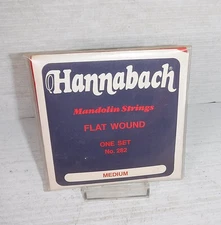 Hannabach
Mandolin Strings
FLAT WOUND
ONE SET
No. 282
MEDIUM